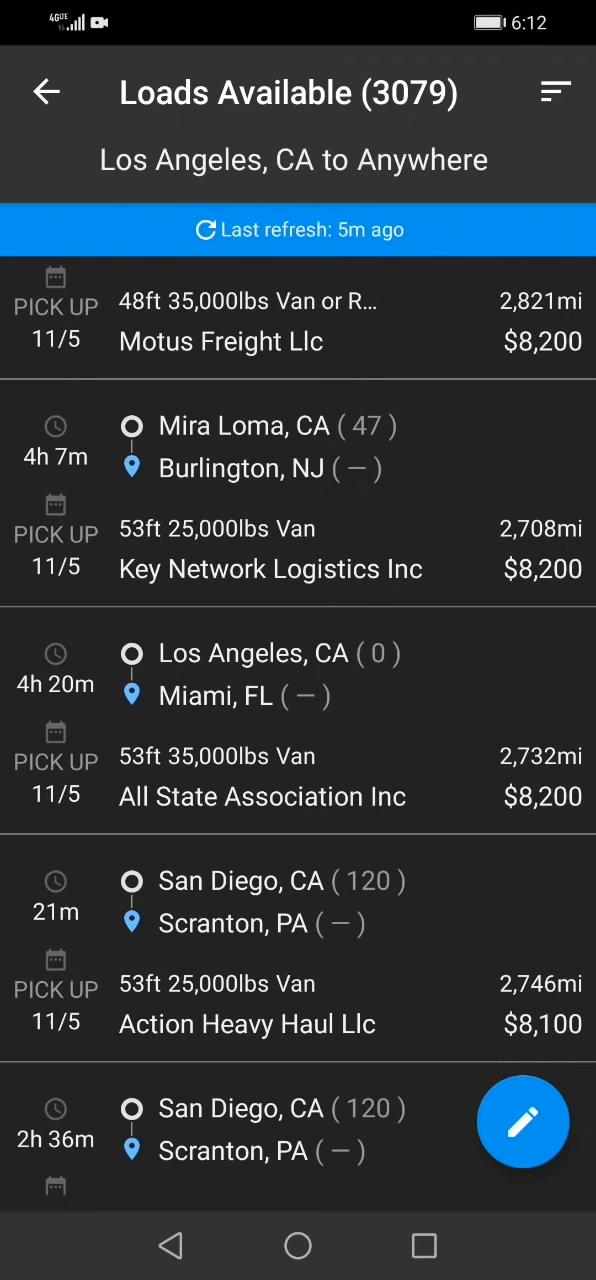 4G LTE 6:12
Loads Available (3079)
Los Angeles, CA to Anywhere
Last refresh: 5m ago
PICK UP
11/5
48ft 35,000lbs Van or R... 2,821mi
Motus Freight Llc $8,200
4h 7m
Mira Loma, CA ( 47 )
Burlington, NJ ( – )
PICK UP
11/5
53ft 25,000lbs Van 2,708mi
Key Network Logistics Inc $8,200
4h 20m
Los Angeles, CA ( 0 )
Miami, FL ( – )
PICK UP
11/5
53ft 35,000lbs Van 2,732mi
All State Association Inc $8,200
21m
San Diego, CA ( 120 )
Scranton, PA ( – )
PICK UP
11/5
53ft 25,000lbs Van 2,746mi
Action Heavy Haul Llc $8,100
2h 36m
San Diego, CA ( 120 )
Scranton, PA ( – )